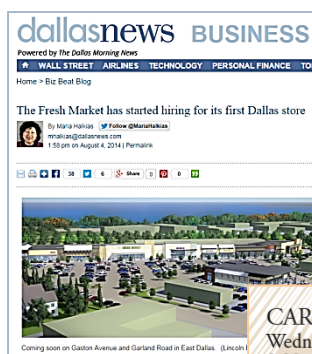 dallasnews BUSINESS
Powered by The Dallas Morning News
WALL STREET AIRLINES TECHNOLOGY PERSONAL FINANCE TO
Home > Biz Beat Blog
The Fresh Market has started hiring for its first Dallas store
By Maria Halkias Follow @MariaHalkias
mhalkias@dallasnews.com
1:58 pm on August 4, 2014 | Permalink
38 6 Share 0 0
Coming soon on Gaston Avenue and Garland Road in East Dallas. (Lincoln
CAR
Wedn